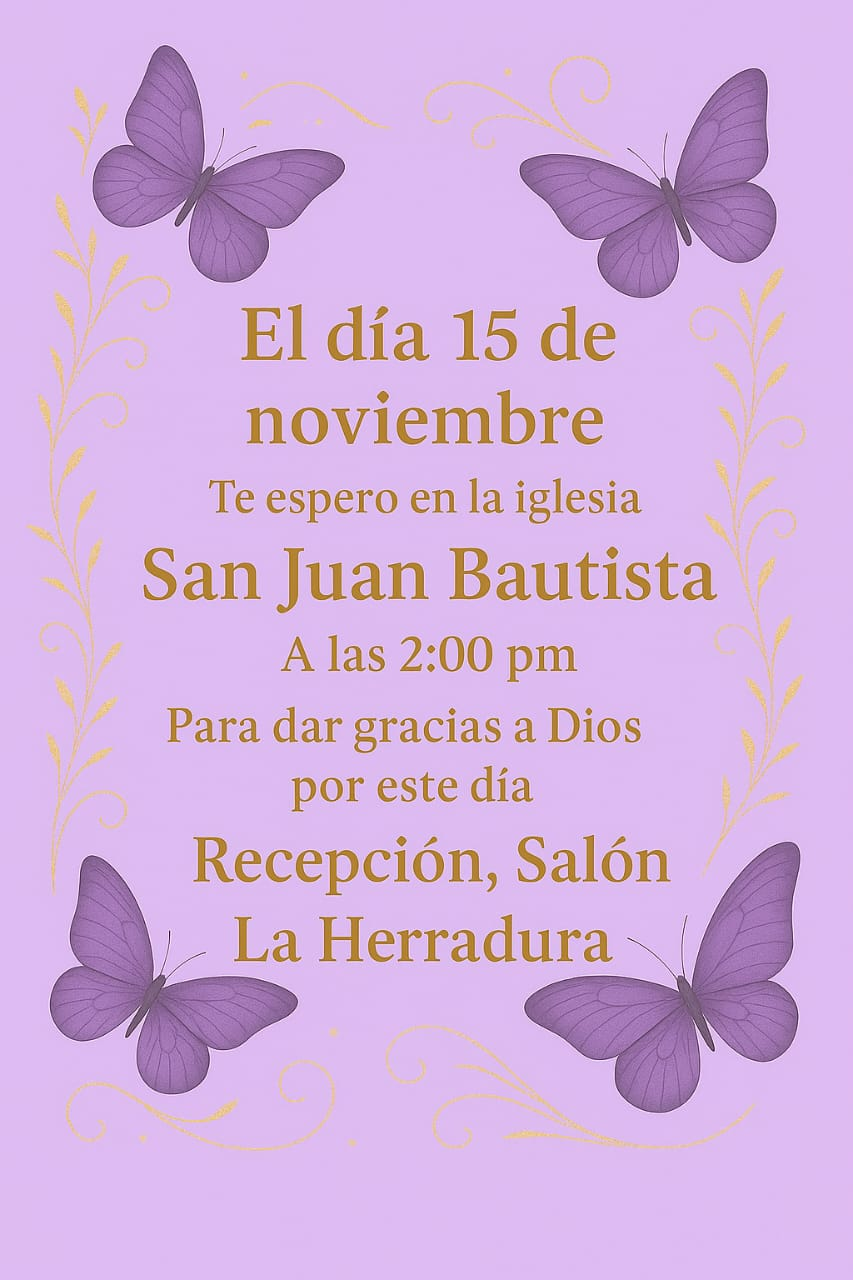 El día 15 de
noviembre
Te espero en la iglesia
San Juan Bautista
A las 2:00 pm
Para dar gracias a Dios
por este día
Recepción, Salón
La Herradura